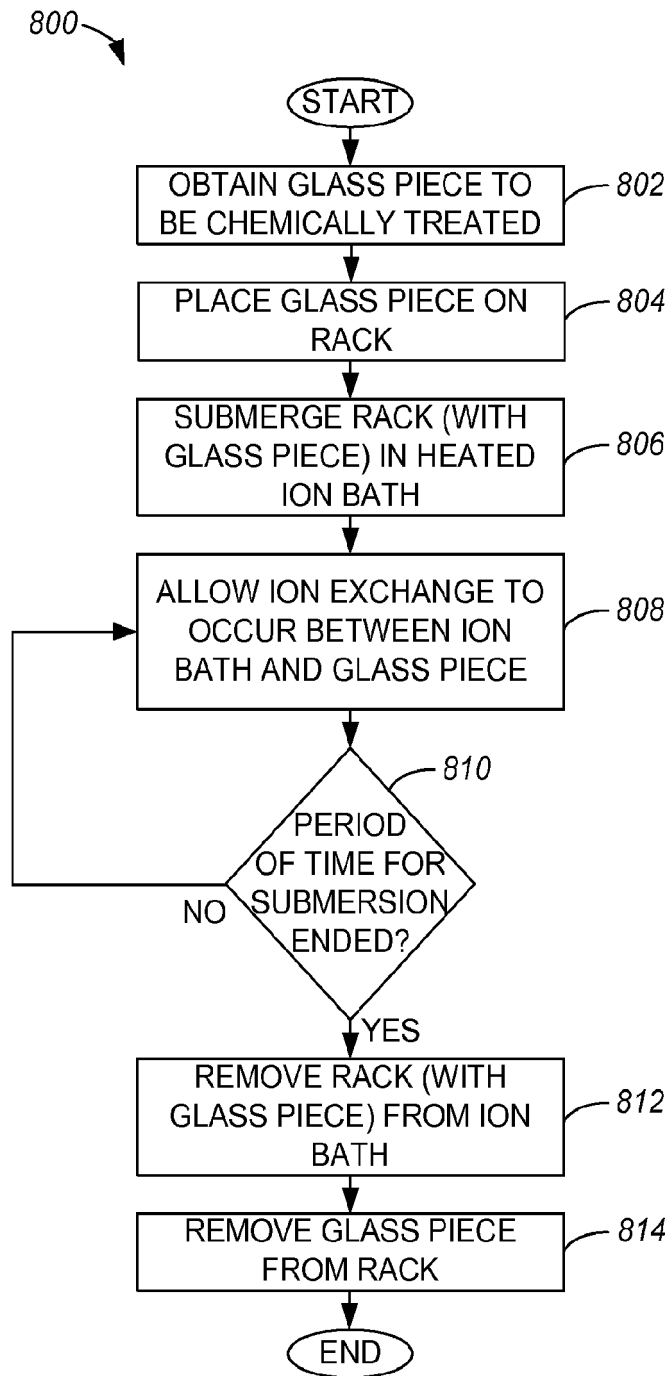 800
START
OBTAIN GLASS PIECE TO
BE CHEMICALLY TREATED
802
PLACE GLASS PIECE ON
RACK
804
SUBMERGE RACK (WITH
GLASS PIECE) IN HEATED
ION BATH
806
ALLOW ION EXCHANGE TO
OCCUR BETWEEN ION
BATH AND GLASS PIECE
808
810
PERIOD
OF TIME FOR
SUBMERSION
ENDED?
NO
YES
REMOVE RACK (WITH
GLASS PIECE) FROM ION
BATH
812
REMOVE GLASS PIECE
FROM RACK
814
END